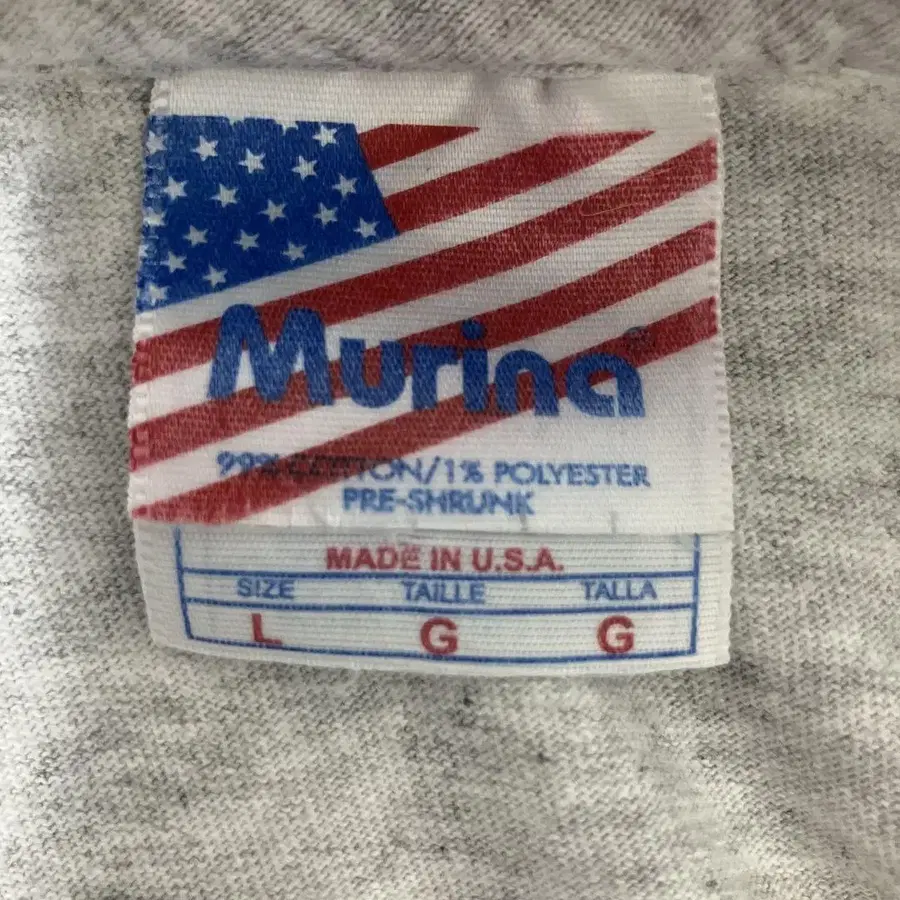 Murina®
99% COTTON/1% POLYESTER
PRE-SHRUNK
MADE IN U.S.A.
SIZE TAILLE TALLA
L G G